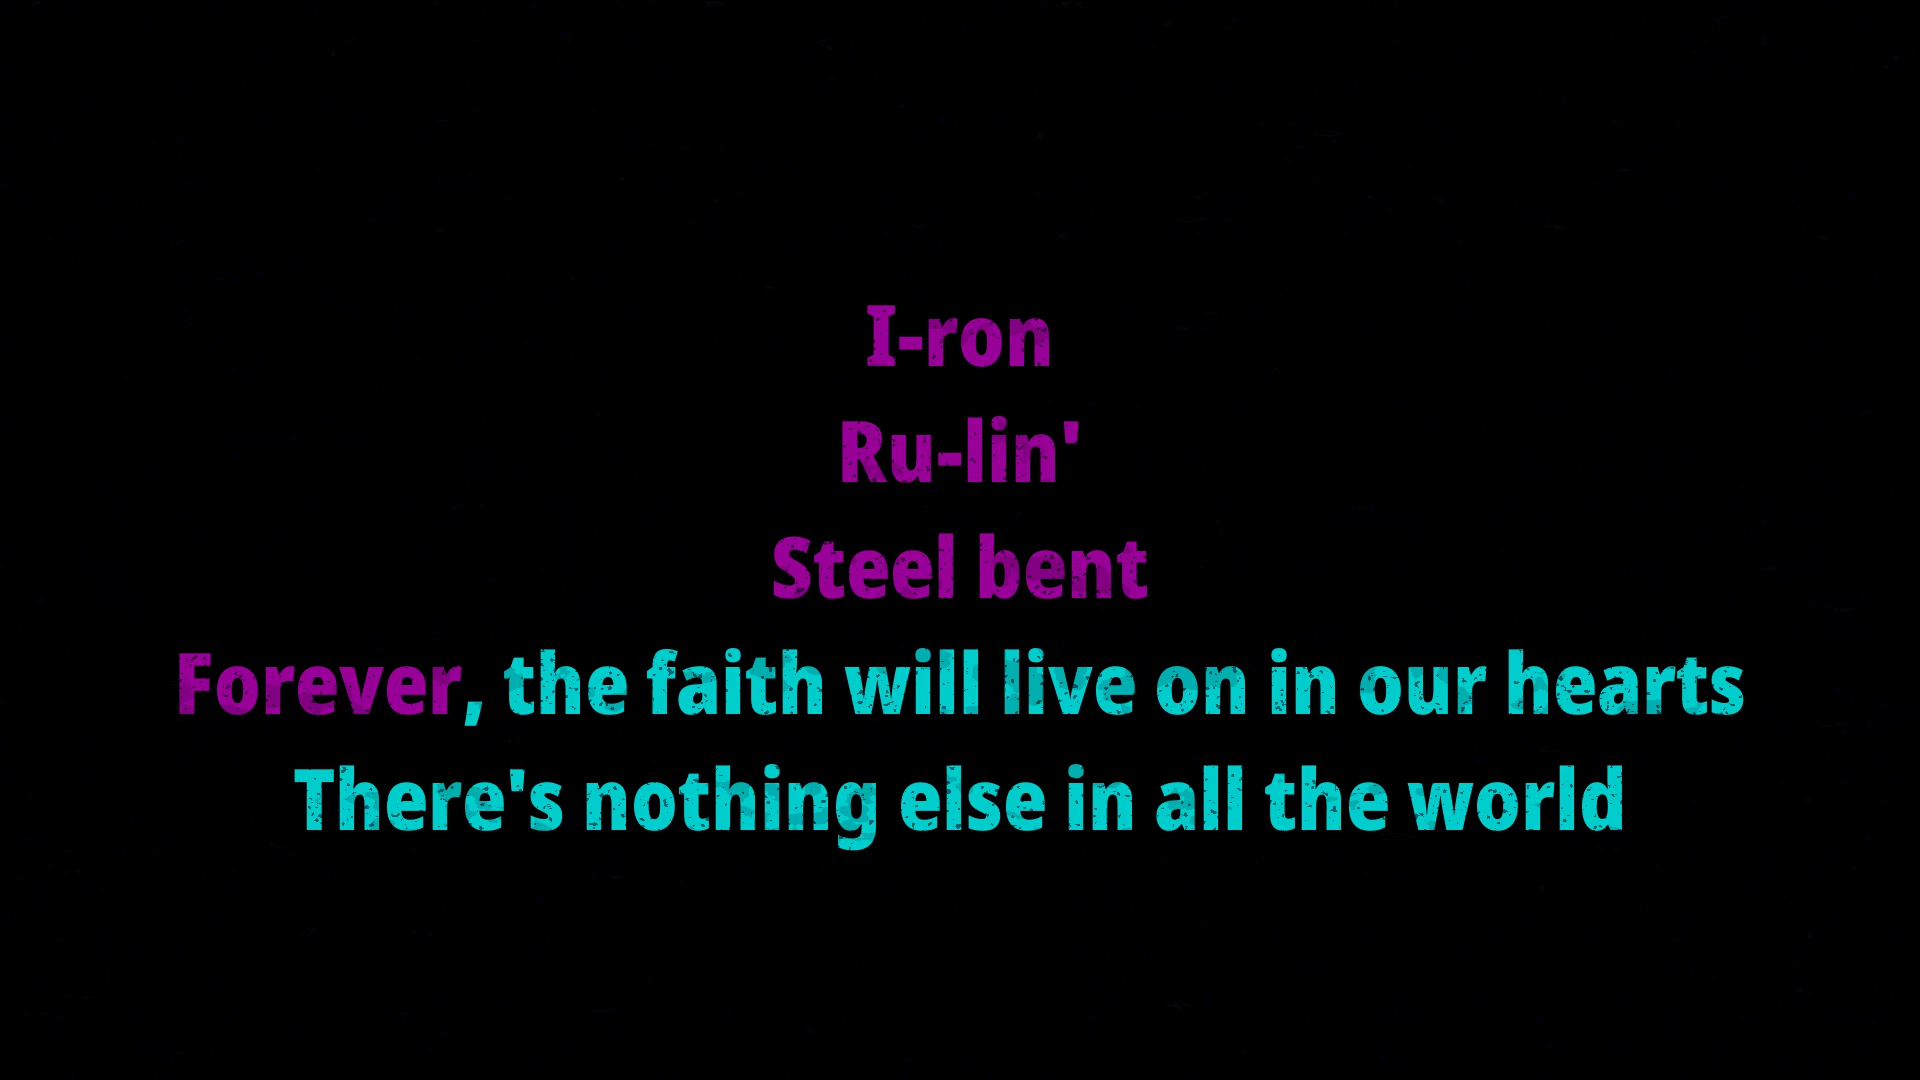 I-ron
Ru-lin'
Steel bent
Forever, the faith will live on in our hearts
There's nothing else in all the world